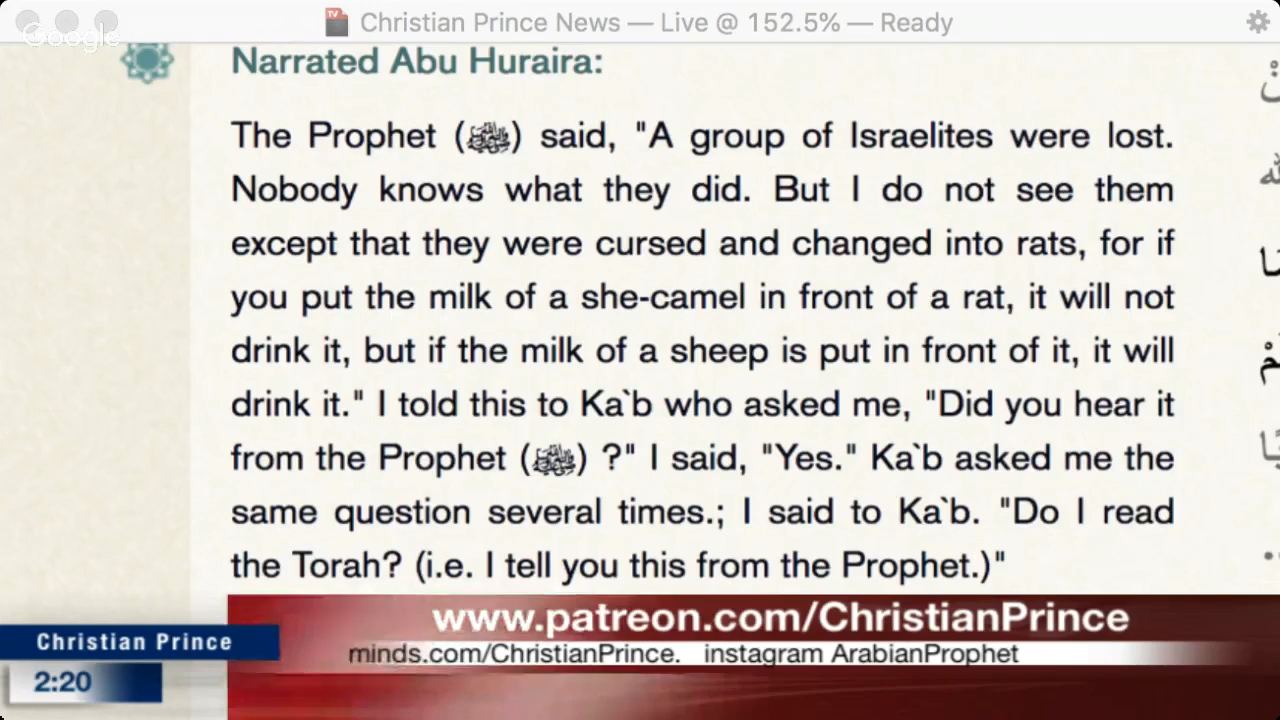 Christian Prince News — Live @ 152.5% — Ready
Google
Narrated Abu Huraira:
The Prophet (ﷺ) said, "A group of Israelites were lost.
Nobody knows what they did. But I do not see them
except that they were cursed and changed into rats, for if
you put the milk of a she-camel in front of a rat, it will not
drink it, but if the milk of a sheep is put in front of it, it will
drink it." I told this to Ka`b who asked me, "Did you hear it
from the Prophet (ﷺ) ?" I said, "Yes." Ka`b asked me the
same question several times.; I said to Ka`b. "Do I read
the Torah? (i.e. I tell you this from the Prophet.)"
www.patreon.com/ChristianPrince
Christian Prince
minds.com/ChristianPrince. instagram ArabianProphet
2:20